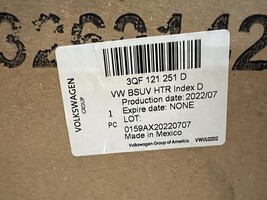 VOLKSWAGEN
GROUP
3QF 121 251 D
VW BSUV HTR Index D
Production date: 2022/07
Expire date: NONE
1
LOT:
PC
0159AX20220707
Made in Mexico
Volkswagen Group of America
VWUL0202